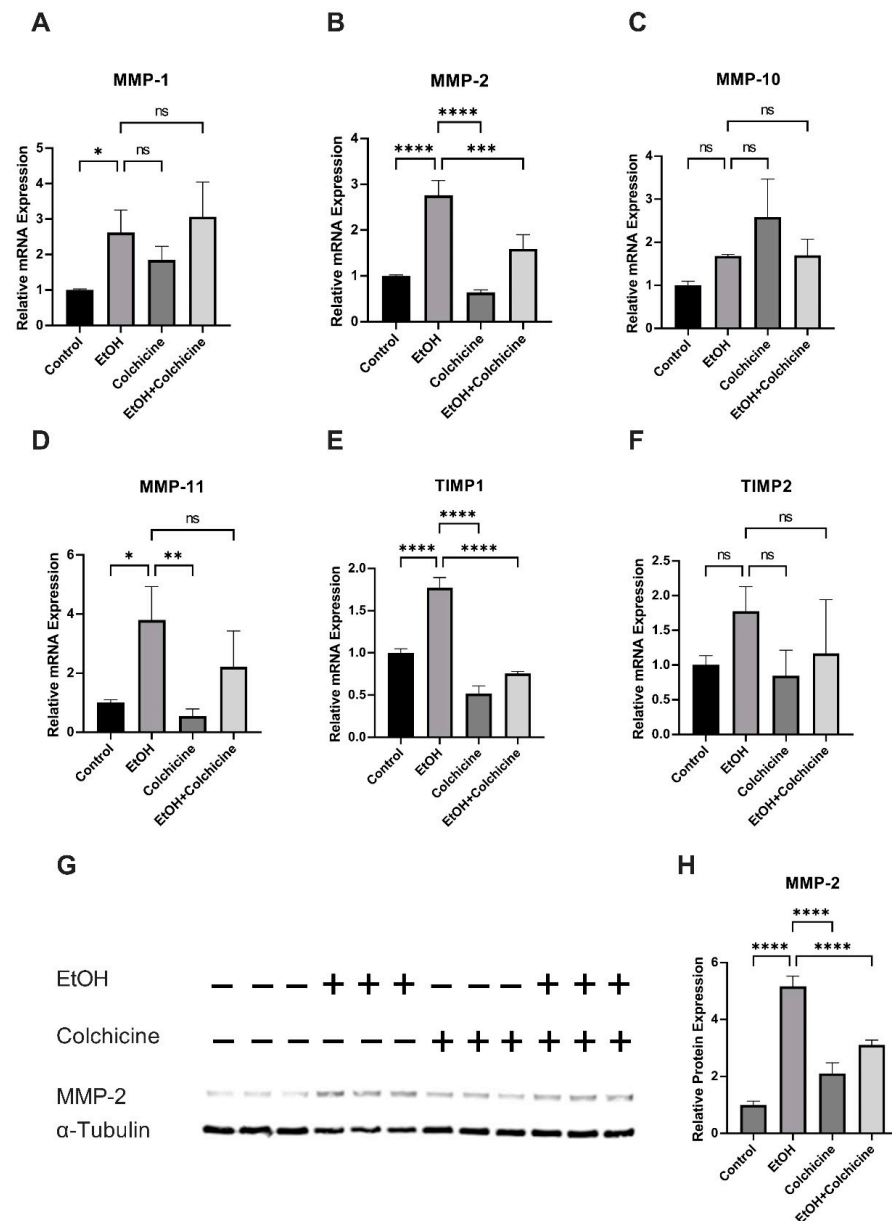 A
MMP-1
ns
* ns
Relative mRNA Expression
5
4
3
2
1
0
Control
EtOH
Colchicine
EtOH+Colchicine
B
MMP-2
****
**** ***
Relative mRNA Expression
4
3
2
1
0
Control
EtOH
Colchicine
EtOH+Colchicine
C
MMP-10
ns
ns ns
Relative mRNA Expression
4
3
2
1
0
Control
EtOH
Colchicine
EtOH+Colchicine
D
MMP-11
ns
* **
Relative mRNA Expression
6
4
2
0
Control
EtOH
Colchicine
EtOH+Colchicine
E
TIMP1
****
**** ****
Relative mRNA Expression
2.0
1.5
1.0
0.5
0.0
Control
EtOH
Colchicine
EtOH+Colchicine
F
TIMP2
ns
ns ns
Relative mRNA Expression
2.5
2.0
1.5
1.0
0.5
0.0
Control
EtOH
Colchicine
EtOH+Colchicine
G
EtOH − − − + + + − − − + + +
Colchicine − − − − − − + + + + + +
MMP-2
α-Tubulin
H
MMP-2
****
**** ****
Relative Protein Expression
6
4
2
0
Control
EtOH
Colchicine
EtOH+Colchicine